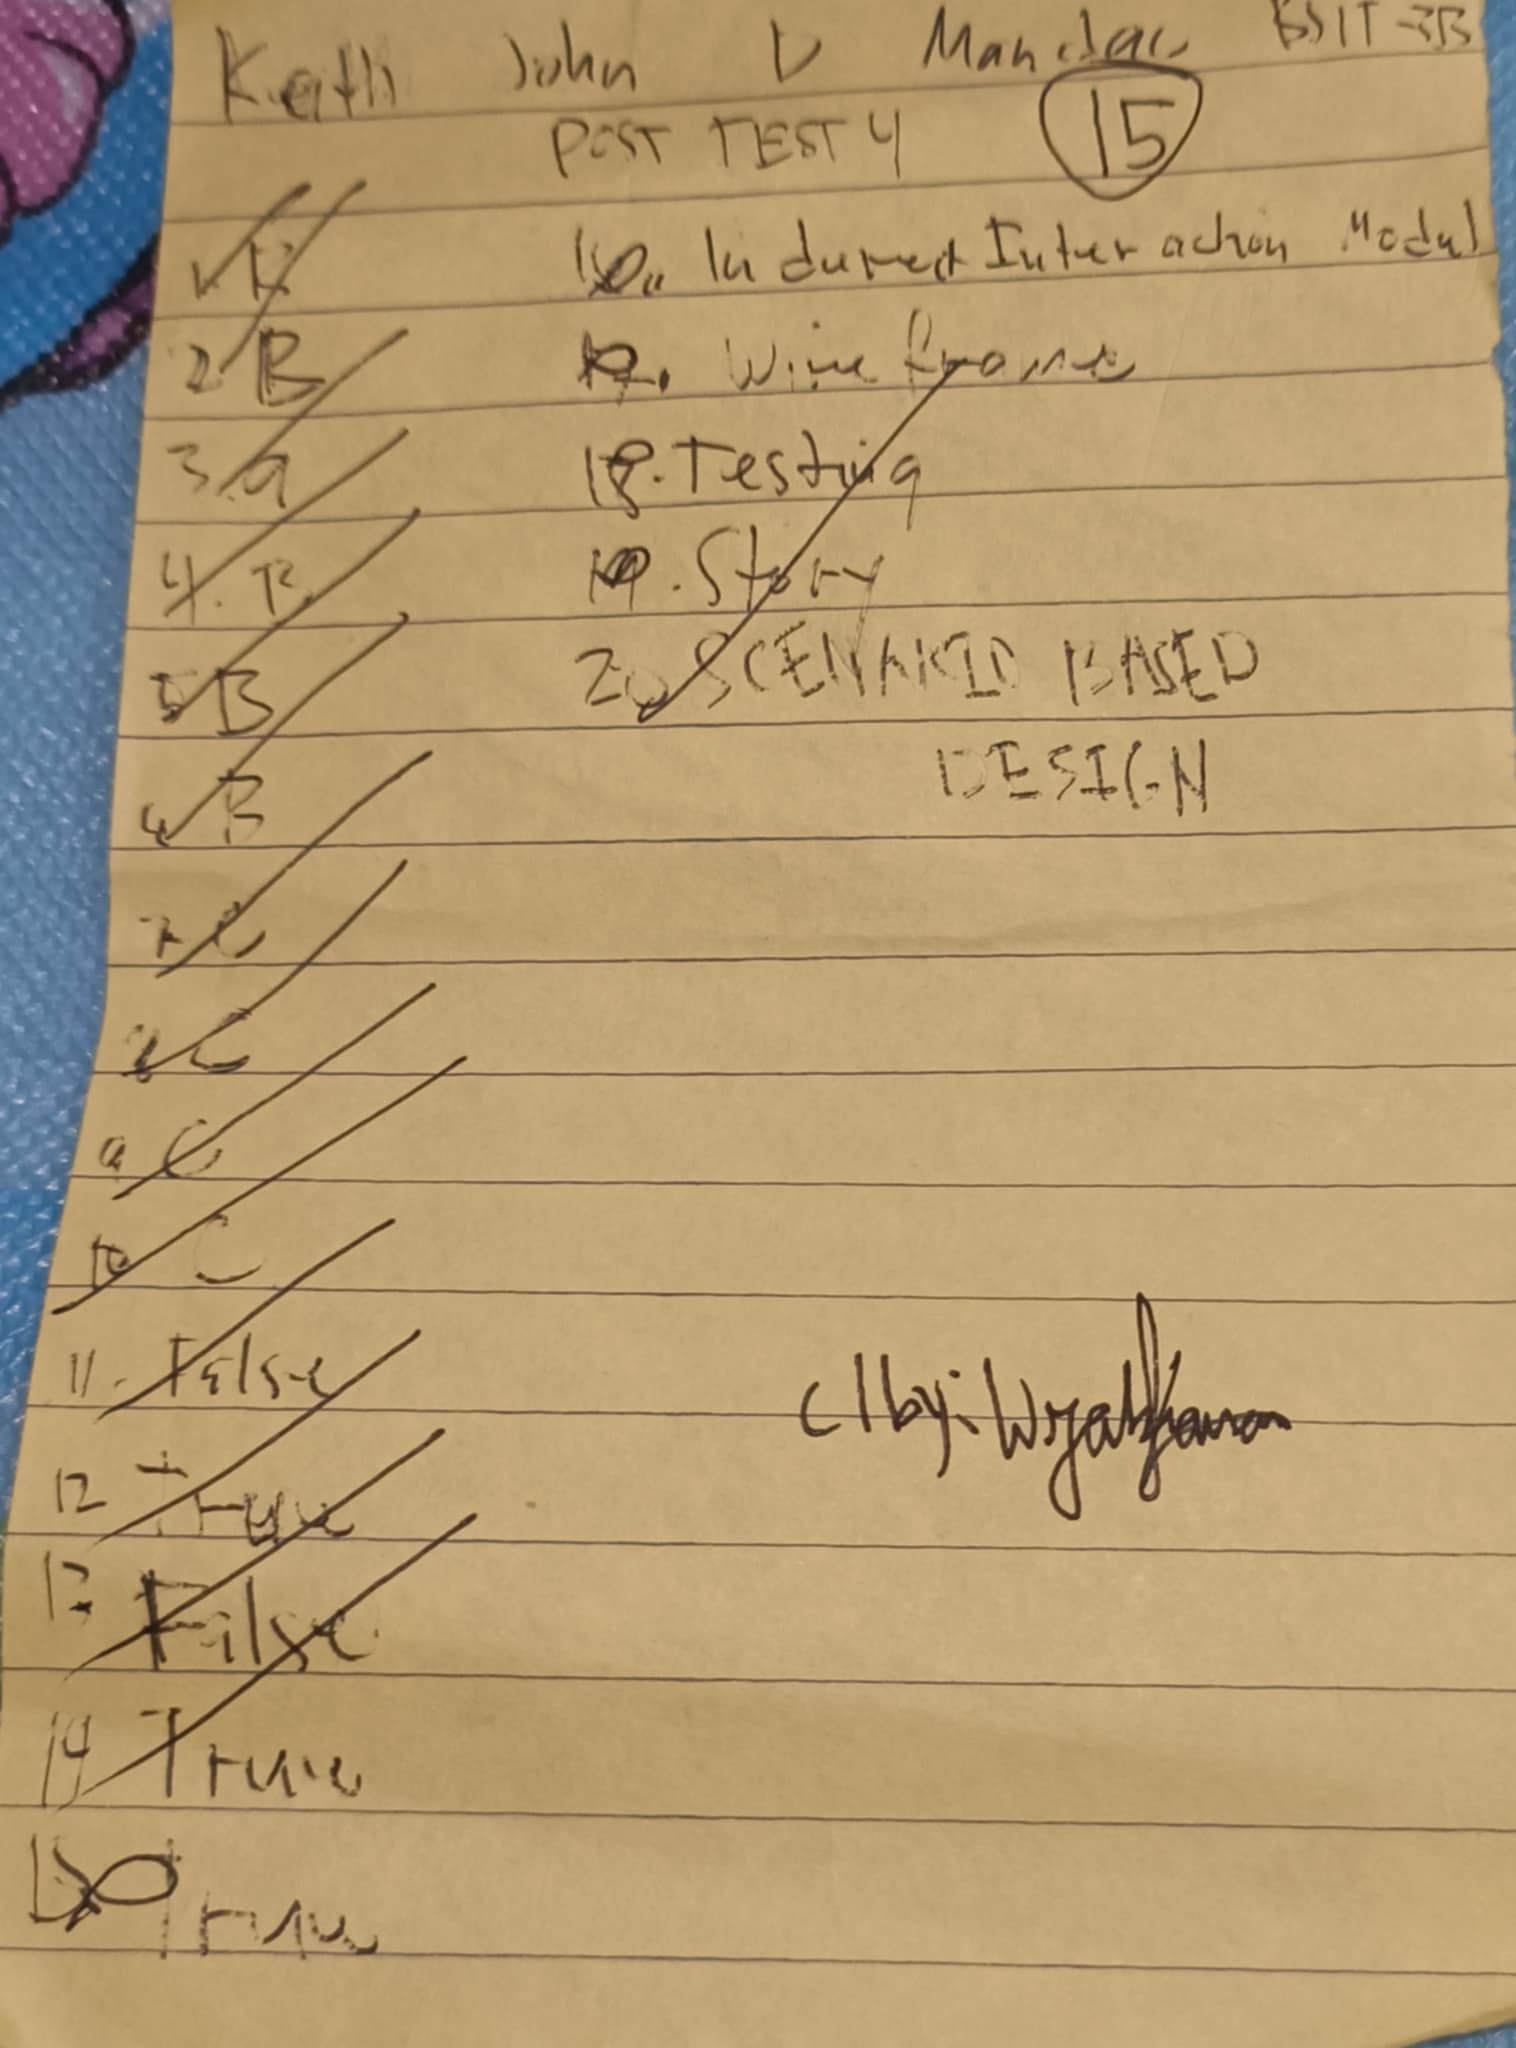 Keith John D Mandac BSIT-3B
POST TEST 4 15
1.
2 B
3. a
4. B
5 B
6 B
7. C
8 C
9 C
10 C
11. False
12 True
13 False
14 True
15. True
16. Indirect Interaction Model
17. Wire frame
18. Testing
19. Story
20 SCENARIO BASED
DESIGN
c/by: